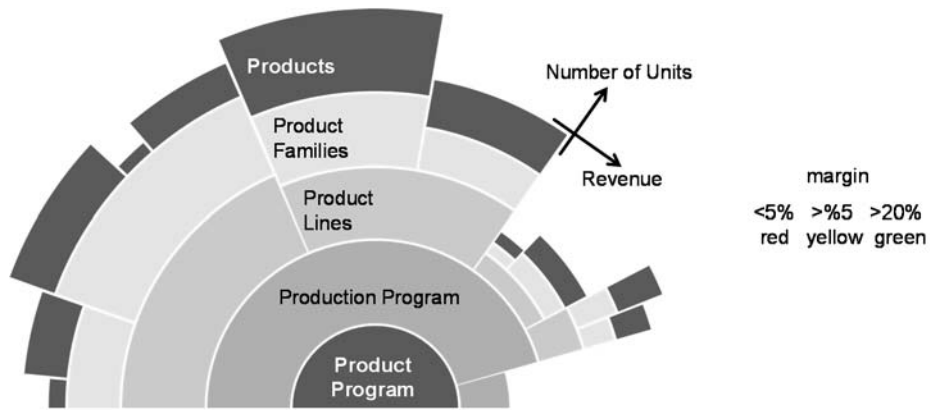 Products
Number of Units
Product
Families
Revenue
Product
Lines
margin
<5% >%5 >20%
red yellow green
Production Program
Product
Program